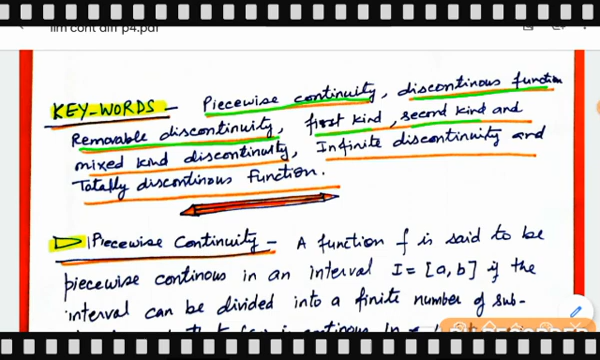 lim cont diff p4.pdf
KEY-WORDS - Piecewise continuity, discontinous function
Removable discontinuity, first kind, second kind and
mixed kind discontinuity, Infinite discontinuity and
Totally discontinous Function.
Piecewise Continuity - A function f is said to be
piecewise continous in an interval I = [a, b] if the
interval can be divided into a finite number of sub-